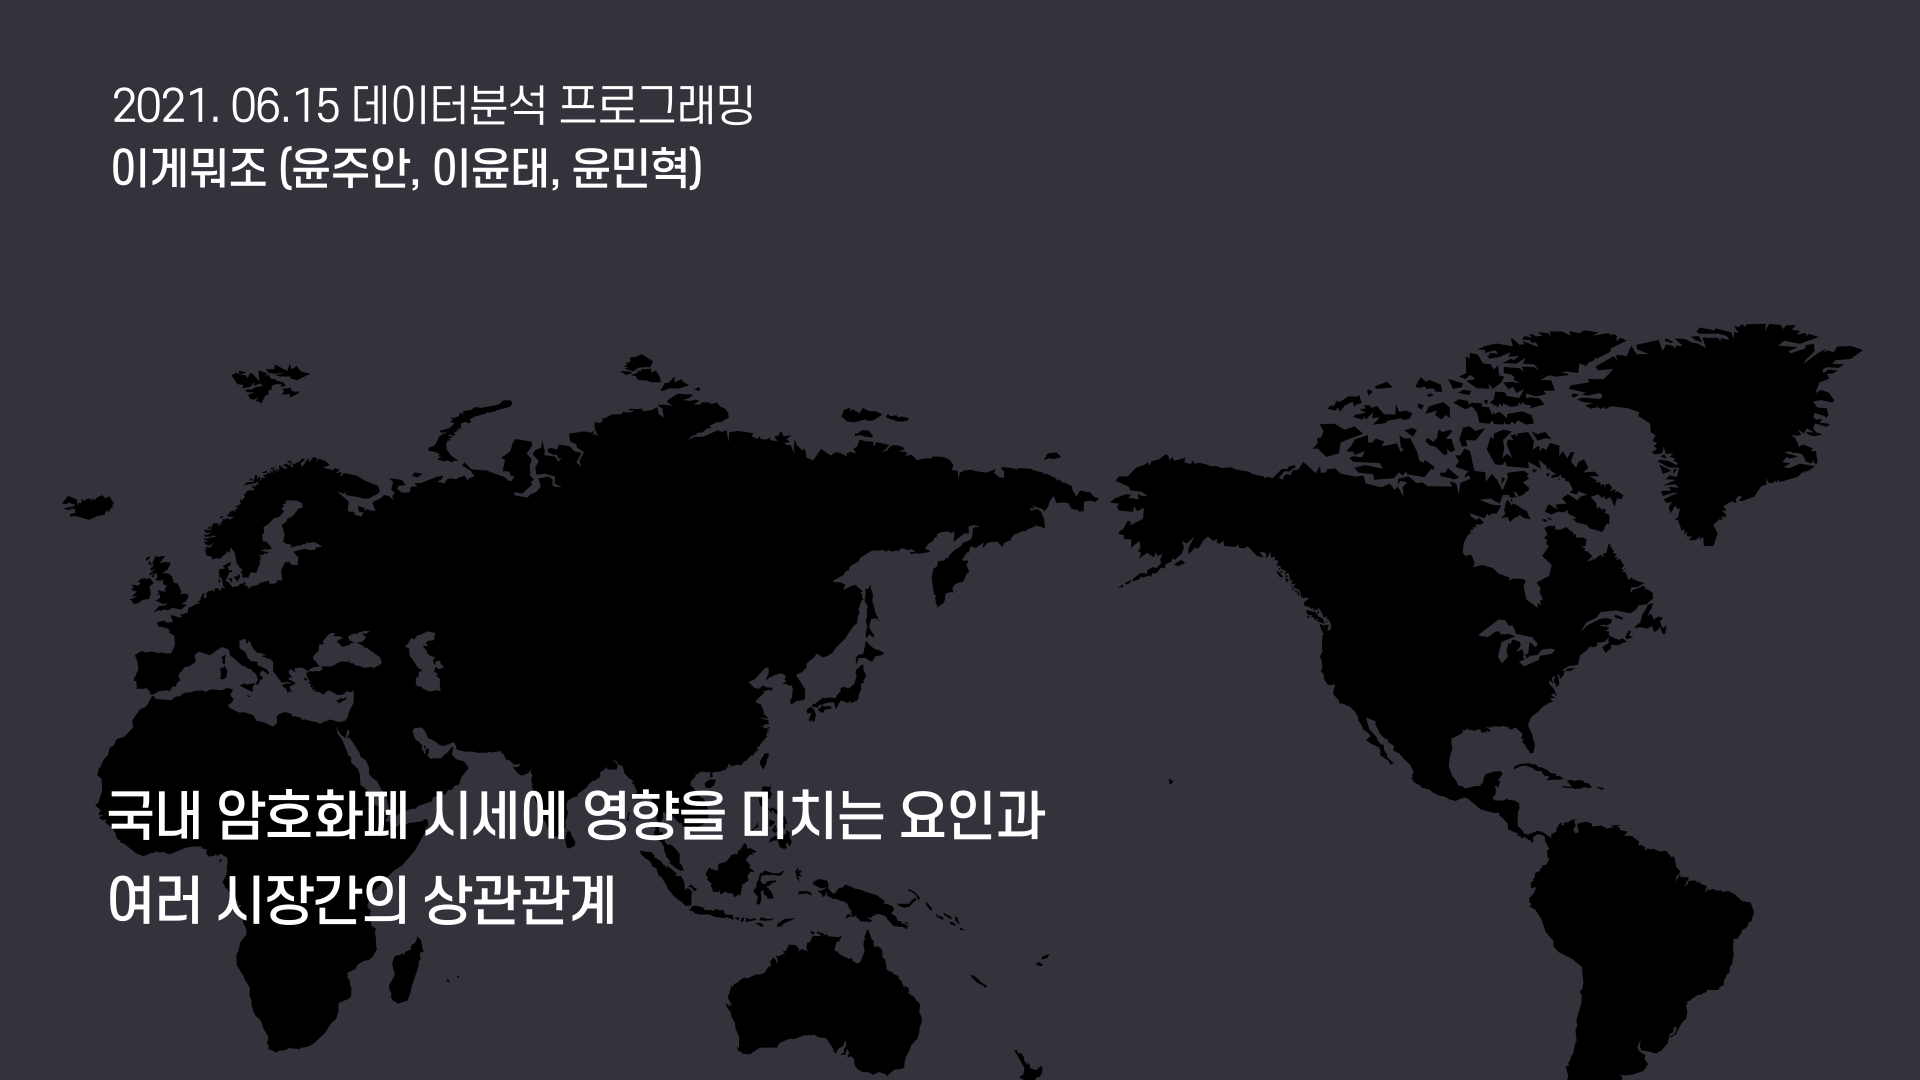 2021. 06.15 데이터분석 프로그래밍
이게뭐조 (윤주안, 이윤태, 윤민혁)
국내 암호화폐 시세에 영향을 미치는 요인과
여러 시장간의 상관관계